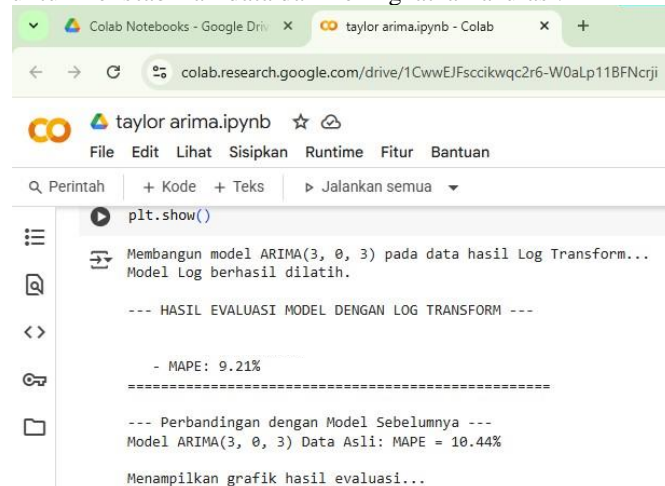 Colab Notebooks - Google Driv × taylor arima.ipynb - Colab × +
colab.research.google.com/drive/1CwwEJFsccikwqc2r6-W0aLp11BFNcrji
taylor arima.ipynb
File Edit Lihat Sisipkan Runtime Fitur Bantuan
Perintah + Kode + Teks Jalankan semua
plt.show()
Membangun model ARIMA(3, 0, 3) pada data hasil Log Transform...
Model Log berhasil dilatih.
--- HASIL EVALUASI MODEL DENGAN LOG TRANSFORM ---
- MAPE: 9.21%
====================================================
--- Perbandingan dengan Model Sebelumnya ---
Model ARIMA(3, 0, 3) Data Asli: MAPE = 10.44%
Menampilkan grafik hasil evaluasi...